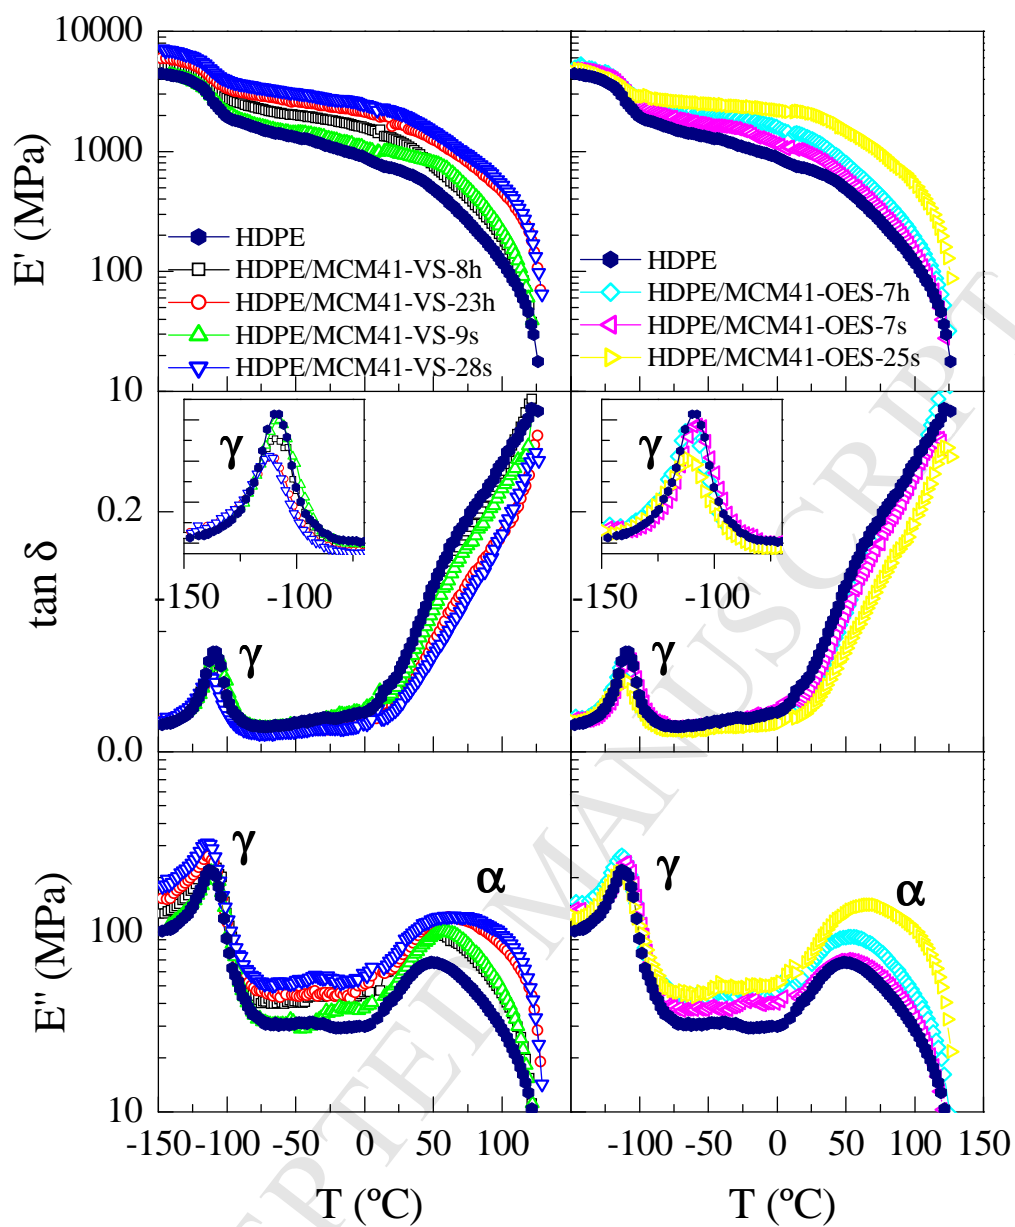 10000
1000
100
10
E' (MPa)
HDPE
HDPE/MCM41-VS-8h
HDPE/MCM41-VS-23h
HDPE/MCM41-VS-9s
HDPE/MCM41-VS-28s
HDPE
HDPE/MCM41-OES-7h
HDPE/MCM41-OES-7s
HDPE/MCM41-OES-25s
10
0.2
0.0
tan δ
γ
-150 -100
γ
γ
-150 -100
γ
100
10
E'' (MPa)
γ
α
γ
α
-150 -100 -50 0 50 100
-100 -50 0 50 100 150
T (ºC)
T (ºC)
RTED MANUSCRIPT